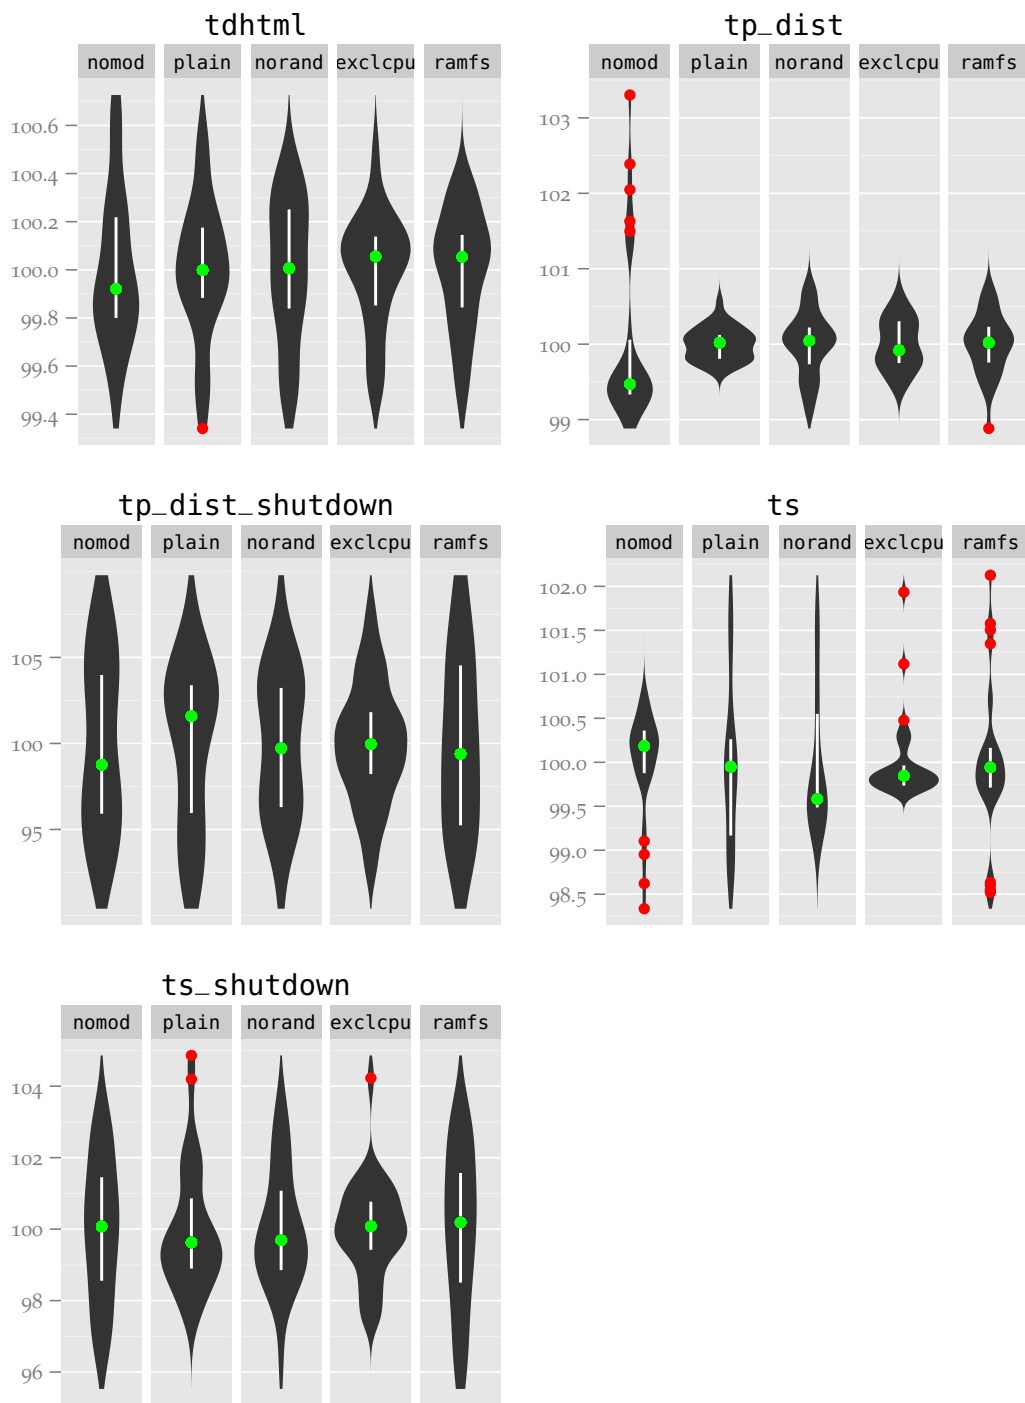 tdhtml
nomod plain norand exclcpu ramfs
100.6
100.4
100.2
100.0
99.8
99.6
99.4
tp_dist
nomod plain norand exclcpu ramfs
103
102
101
100
99
tp_dist_shutdown
nomod plain norand exclcpu ramfs
105
100
95
ts
nomod plain norand exclcpu ramfs
102.0
101.5
101.0
100.5
100.0
99.5
99.0
98.5
ts_shutdown
nomod plain norand exclcpu ramfs
104
102
100
98
96